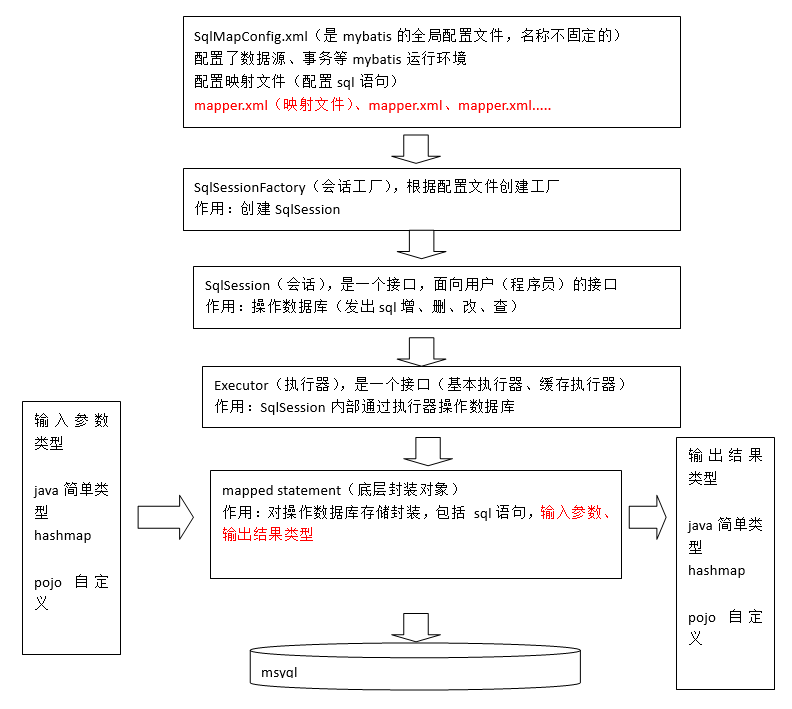 SqlMapConfig.xml（是 mybatis 的全局配置文件，名称不固定的）
配置了数据源、事务等 mybatis 运行环境
配置映射文件（配置 sql 语句）
mapper.xml（映射文件）、mapper.xml、mapper.xml.....
SqlSessionFactory（会话工厂），根据配置文件创建工厂
作用：创建 SqlSession
SqlSession（会话），是一个接口，面向用户（程序员）的接口
作用：操作数据库（发出 sql 增、删、改、查）
Executor（执行器），是一个接口（基本执行器、缓存执行器）
作用：SqlSession 内部通过执行器操作数据库
输入参数
类型
java 简单类
型
hashmap
pojo 自定
义
mapped statement（底层封装对象）
作用：对操作数据库存储封装，包括 sql 语句，输入参数、
输出结果类型
输出结果
类型
java 简单类
型
hashmap
pojo 自定
义
msyql